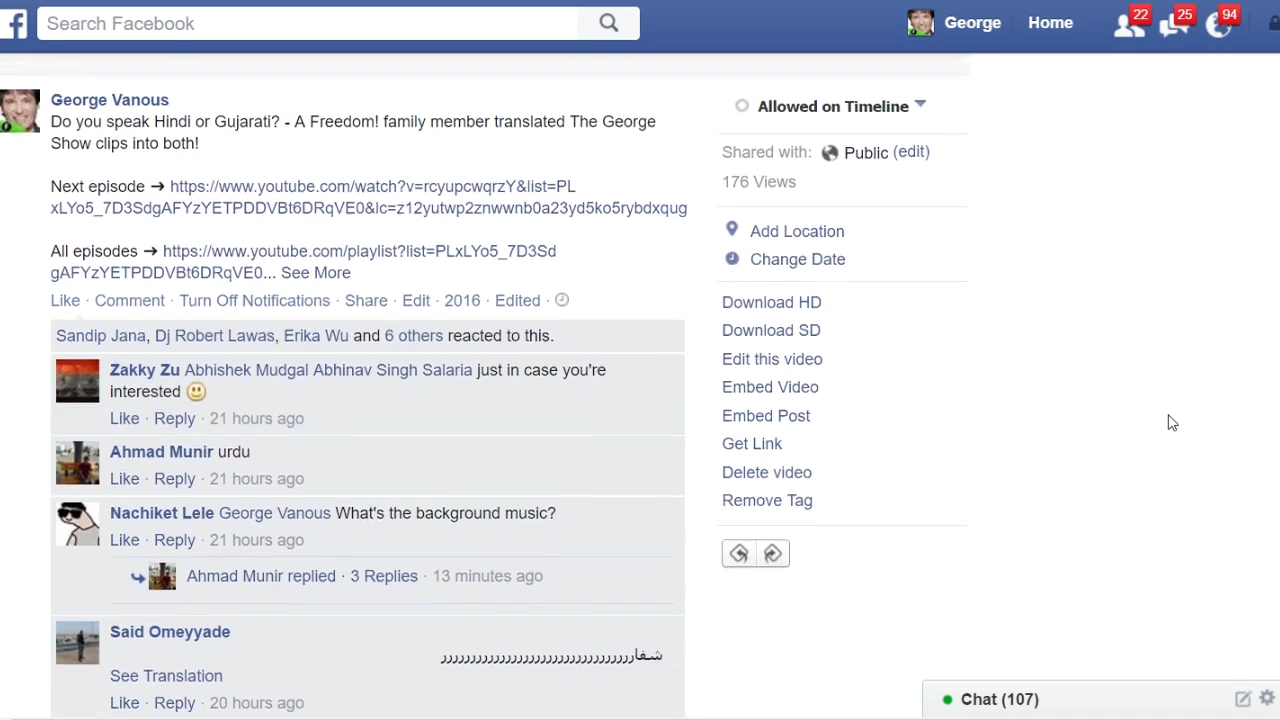 f
Search Facebook
George
Home
22
25
94
George Vanous
Do you speak Hindi or Gujarati? - A Freedom! family member translated The George
Show clips into both!
Next episode ➔ https://www.youtube.com/watch?v=rcyupcwqrzY&list=PL
xLYo5_7D3SdgAFYzYETPDDVBt6DRqVE0&lc=z12yutwp2znwwnb0a23yd5ko5rybdxqug
All episodes ➔ https://www.youtube.com/playlist?list=PLxLYo5_7D3Sd
gAFYzYETPDDVBt6DRqVE0... See More
Like · Comment · Turn Off Notifications · Share · Edit · 2016 · Edited ·
Sandip Jana, Dj Robert Lawas, Erika Wu and 6 others reacted to this.
Zakky Zu Abhishek Mudgal Abhinav Singh Salaria just in case you're
interested 🙂
Like · Reply · 21 hours ago
Ahmad Munir urdu
Like · Reply · 21 hours ago
Nachiket Lele George Vanous What's the background music?
Like · Reply · 21 hours ago
Ahmad Munir replied · 3 Replies · 13 minutes ago
Said Omeyyade
See Translation
Like · Reply · 20 hours ago
Allowed on Timeline
Shared with: Public (edit)
176 Views
Add Location
Change Date
Download HD
Download SD
Edit this video
Embed Video
Embed Post
Get Link
Delete video
Remove Tag
Chat (107)